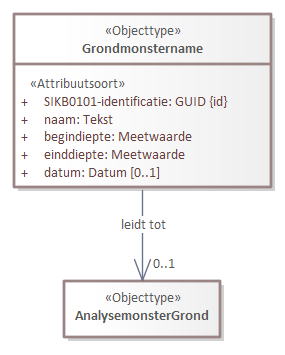 «Objecttype»
Grondmonstername
«Attribuutsoort»
+ SIKB0101-identificatie: GUID {id}
+ naam: Tekst
+ begindiepte: Meetwaarde
+ einddiepte: Meetwaarde
+ datum: Datum [0..1]
leidt tot
0..1
«Objecttype»
AnalysemonsterGrond